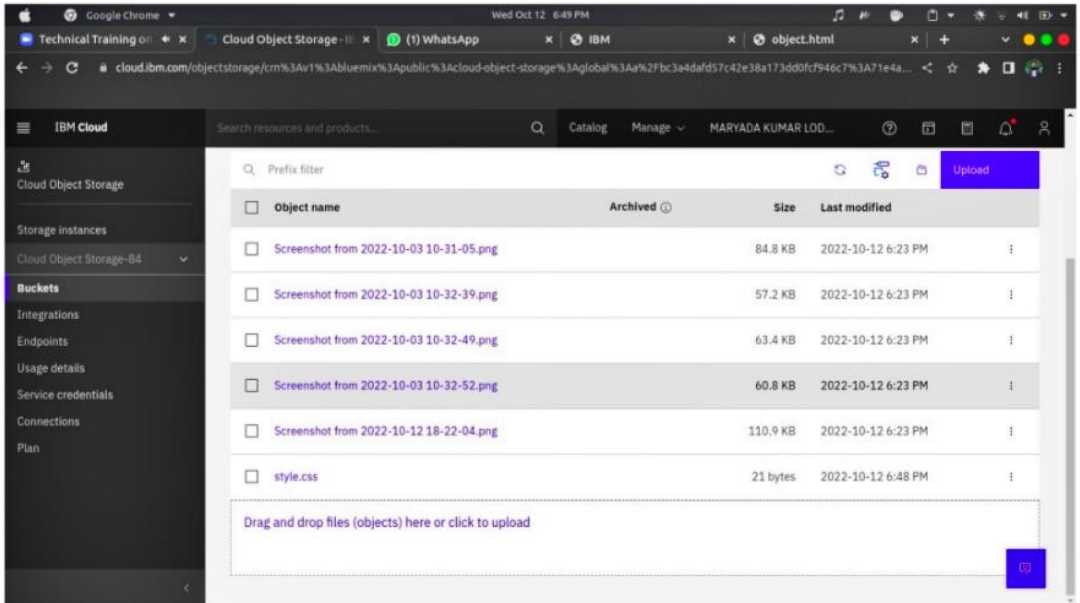 Google Chrome
Wed Oct 12 6:49 PM
Technical Training on
Cloud Object Storage - I
(1) WhatsApp
IBM
object.html
cloud.ibm.com/objectstorage/crn%3Av1%3Abluemix%3Apublic%3Acloud-object-storage%3Aglobal%3Aa%2Fbc3a4dafd57c42e38a173dd0fcf946c7%3A71e4a...
IBM Cloud
Search resources and products...
Catalog
Manage
MARYADA KUMAR LOD...
Cloud Object Storage
Storage instances
Cloud Object Storage-84
Buckets
Integrations
Endpoints
Usage details
Service credentials
Connections
Plan
Prefix filter
Upload
Object name Archived Size Last modified
Screenshot from 2022-10-03 10-31-05.png 84.8 KB 2022-10-12 6:23 PM
Screenshot from 2022-10-03 10-32-39.png 57.2 KB 2022-10-12 6:23 PM
Screenshot from 2022-10-03 10-32-49.png 63.4 KB 2022-10-12 6:23 PM
Screenshot from 2022-10-03 10-32-52.png 60.8 KB 2022-10-12 6:23 PM
Screenshot from 2022-10-12 18-22-04.png 110.9 KB 2022-10-12 6:23 PM
style.css 21 bytes 2022-10-12 6:48 PM
Drag and drop files (objects) here or click to upload